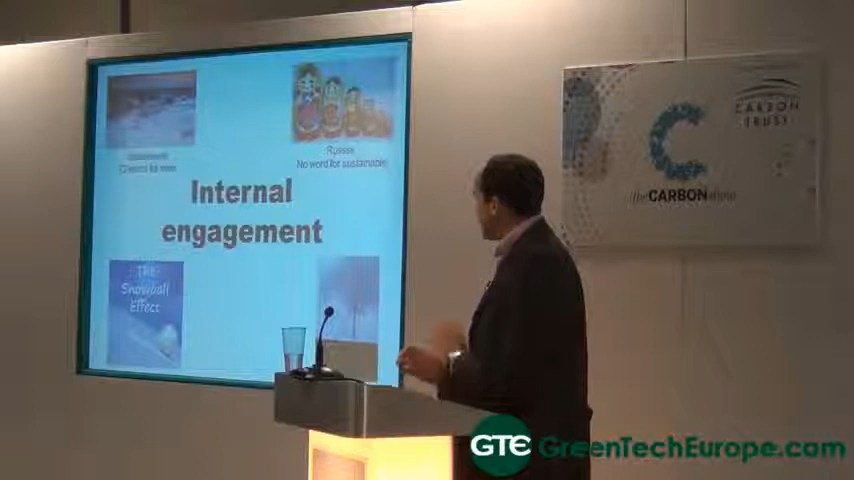 Russia
No word for sustainable
Internal
engagement
The
Snowball
Effect
CARBON
TRUST
the CARBON show
GTE GreenTechEurope.com